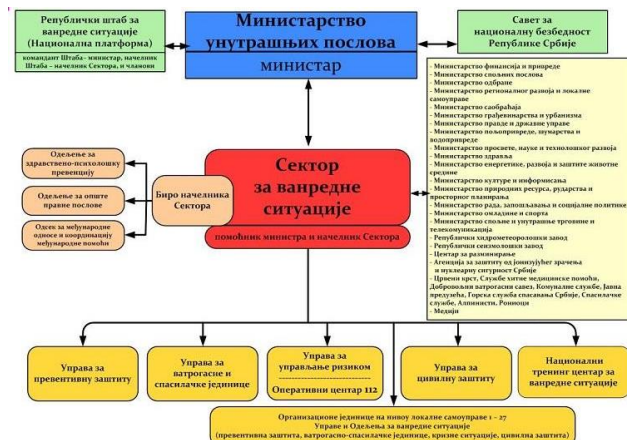 Републички штаб за
ванредне ситуације
(Национална платформа)
командант Штаба- министар, начелник
Штаба – начелник Сектора, и чланови
Министарство
унутрашњих послова
министар
Савет за
националну безбедност
Републике Србије
- Министарство финансија и привреде
- Министарство спољних послова
- Министарство одбране
- Министарство регионалног развоја и локалне
самоуправе
- Министарство саобраћаја
- Министарство грађевинарства и урбанизма
- Министарство правде и државне управе
- Министарство пољопривреде, шумарства и
водопривреде
- Министарство просвете, науке и технолошког развоја
- Министарство здравља
- Министарство енергетике, развоја и заштите животне
средине
- Министарство културе и информисања
- Министарство природних ресурса, рударства и
просторног планирања
- Министарство рада, запошљавања и социјалне политике
- Министарство омладине и спорта
- Министарство спољне и унутрашње трговине и
телекомуникација
- Републички хидрометеоролошки завод
- Републички сеизмолошки завод
- Центар за разминирање
- Агенција за заштиту од јонизујућег зрачења
и нуклеарну сигурност Србије
- Црвени крст, Службе хитне медицинске помоћи,
Добровољни ватрогасни савез, Комуналне службе, Јавна
предузећа, Горска служба спасавања Србије, Спасилачке
службе, Алпинисти, Рониоци
- Медији
Одељење за
здравствено-психолошку
превенцију
Одељење за опште
правне послове
Одсек за међународне
односе и координацију
међународне помоћи
Биро начелника
Сектора
Сектор
за ванредне
ситуације
помоћник министра и начелник Сектора
Управа за
превентивну заштиту
Управа за
ватрогасне и
спасилачке јединице
Управа за
управљање ризиком
Оперативни центар 112
Управа за
цивилну заштиту
Национални
тренинг центар за
ванредне ситуације
Организационе јединице на нивоу локалне самоуправе 1 – 27
Управе и Одељења за ванредне ситуације
(превентивна заштита, ватрогасно-спасилачке јединице, кризне ситуације, цивилна заштита)